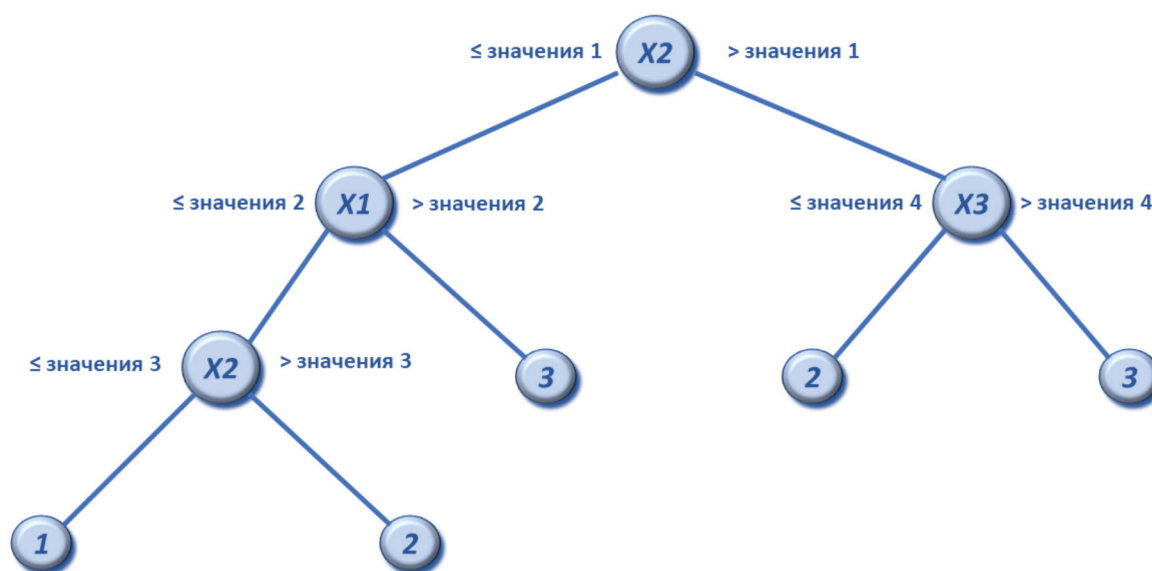 ≤ значения 1 X2 > значения 1
≤ значения 2 X1 > значения 2
≤ значения 4 X3 > значения 4
≤ значения 3 X2 > значения 3
3
2
3
1
2